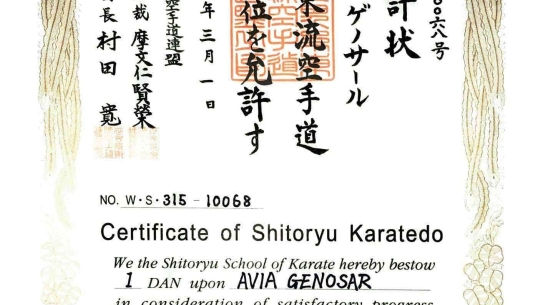 〇〇六八号
許状
ゲノサール
東流空手道
位を允許す
年三月一日
空手道連盟
裁 摩文仁賢榮
長 村田 寛
NO. W·S·315-10068
Certificate of Shitoryu Karatedo
We the Shitoryu School of Karate hereby bestow
1 DAN upon AVIA GENOSAR
in consideration of satisfactory progress